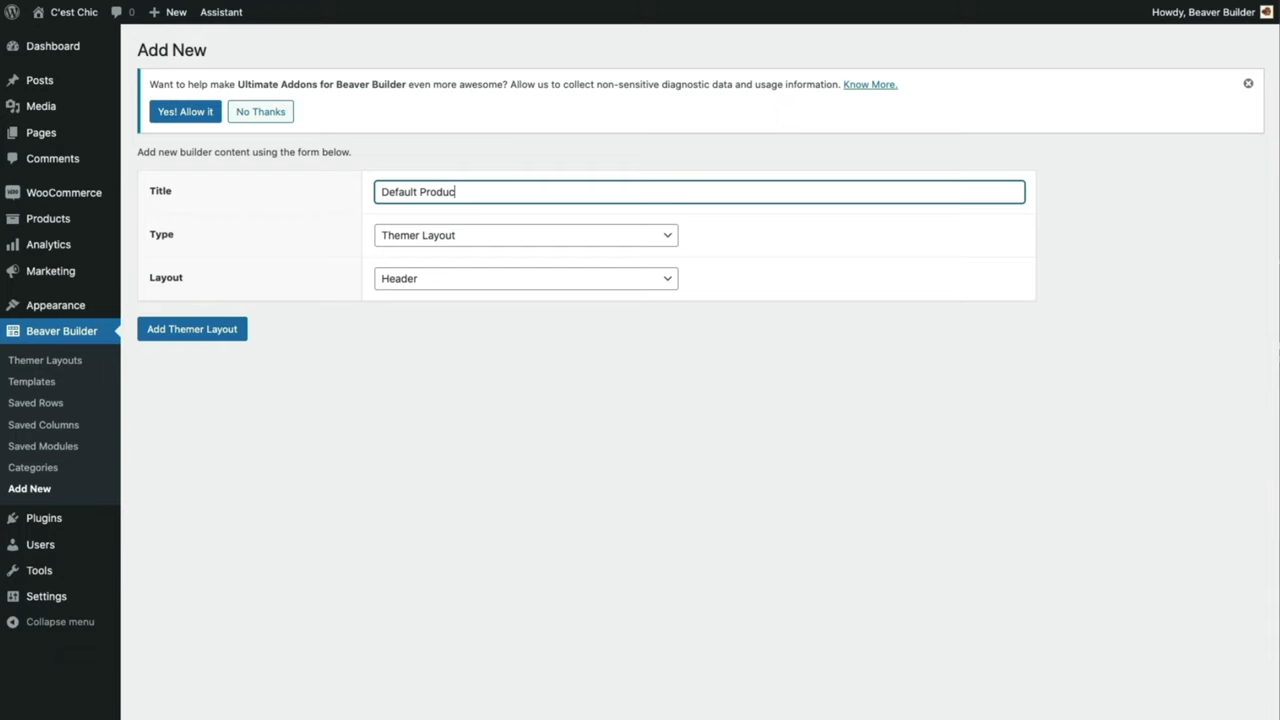 C'est Chic
0
New
Assistant
Howdy, Beaver Builder
Dashboard
Posts
Media
Pages
Comments
WooCommerce
Products
Analytics
Marketing
Appearance
Beaver Builder
Themer Layouts
Templates
Saved Rows
Saved Columns
Saved Modules
Categories
Add New
Plugins
Users
Tools
Settings
Collapse menu
Add New
Want to help make Ultimate Addons for Beaver Builder even more awesome? Allow us to collect non-sensitive diagnostic data and usage information. Know More.
Yes! Allow it
No Thanks
Add new builder content using the form below.
Title
Default Produc
Type
Themer Layout
Layout
Header
Add Themer Layout